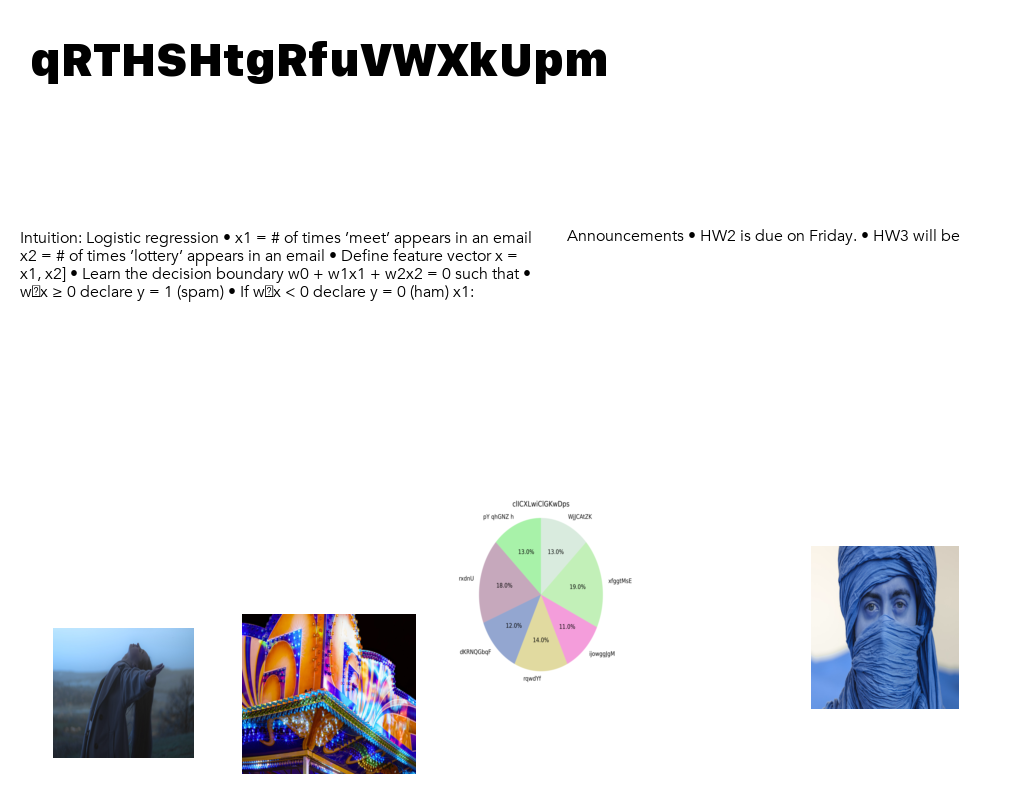 qRTHSHtgRfuVWXkUpm
Intuition: Logistic regression • x1 = # of times ‘meet’ appears in an email
x2 = # of times ‘lottery’ appears in an email • Define feature vector x =
x1, x2] • Learn the decision boundary w0 + w1x1 + w2x2 = 0 such that •
w⍰x ≥ 0 declare y = 1 (spam) • If w⍰x < 0 declare y = 0 (ham) x1:
Announcements • HW2 is due on Friday. • HW3 will be
pY qhGNZ h
WjJCAtZK
13.0%
13.0%
rxdnU
18.0%
19.0%
xfggtMsE
12.0%
11.0%
14.0%
dKRNQGbqF
ijowggJgM
rqwdYf